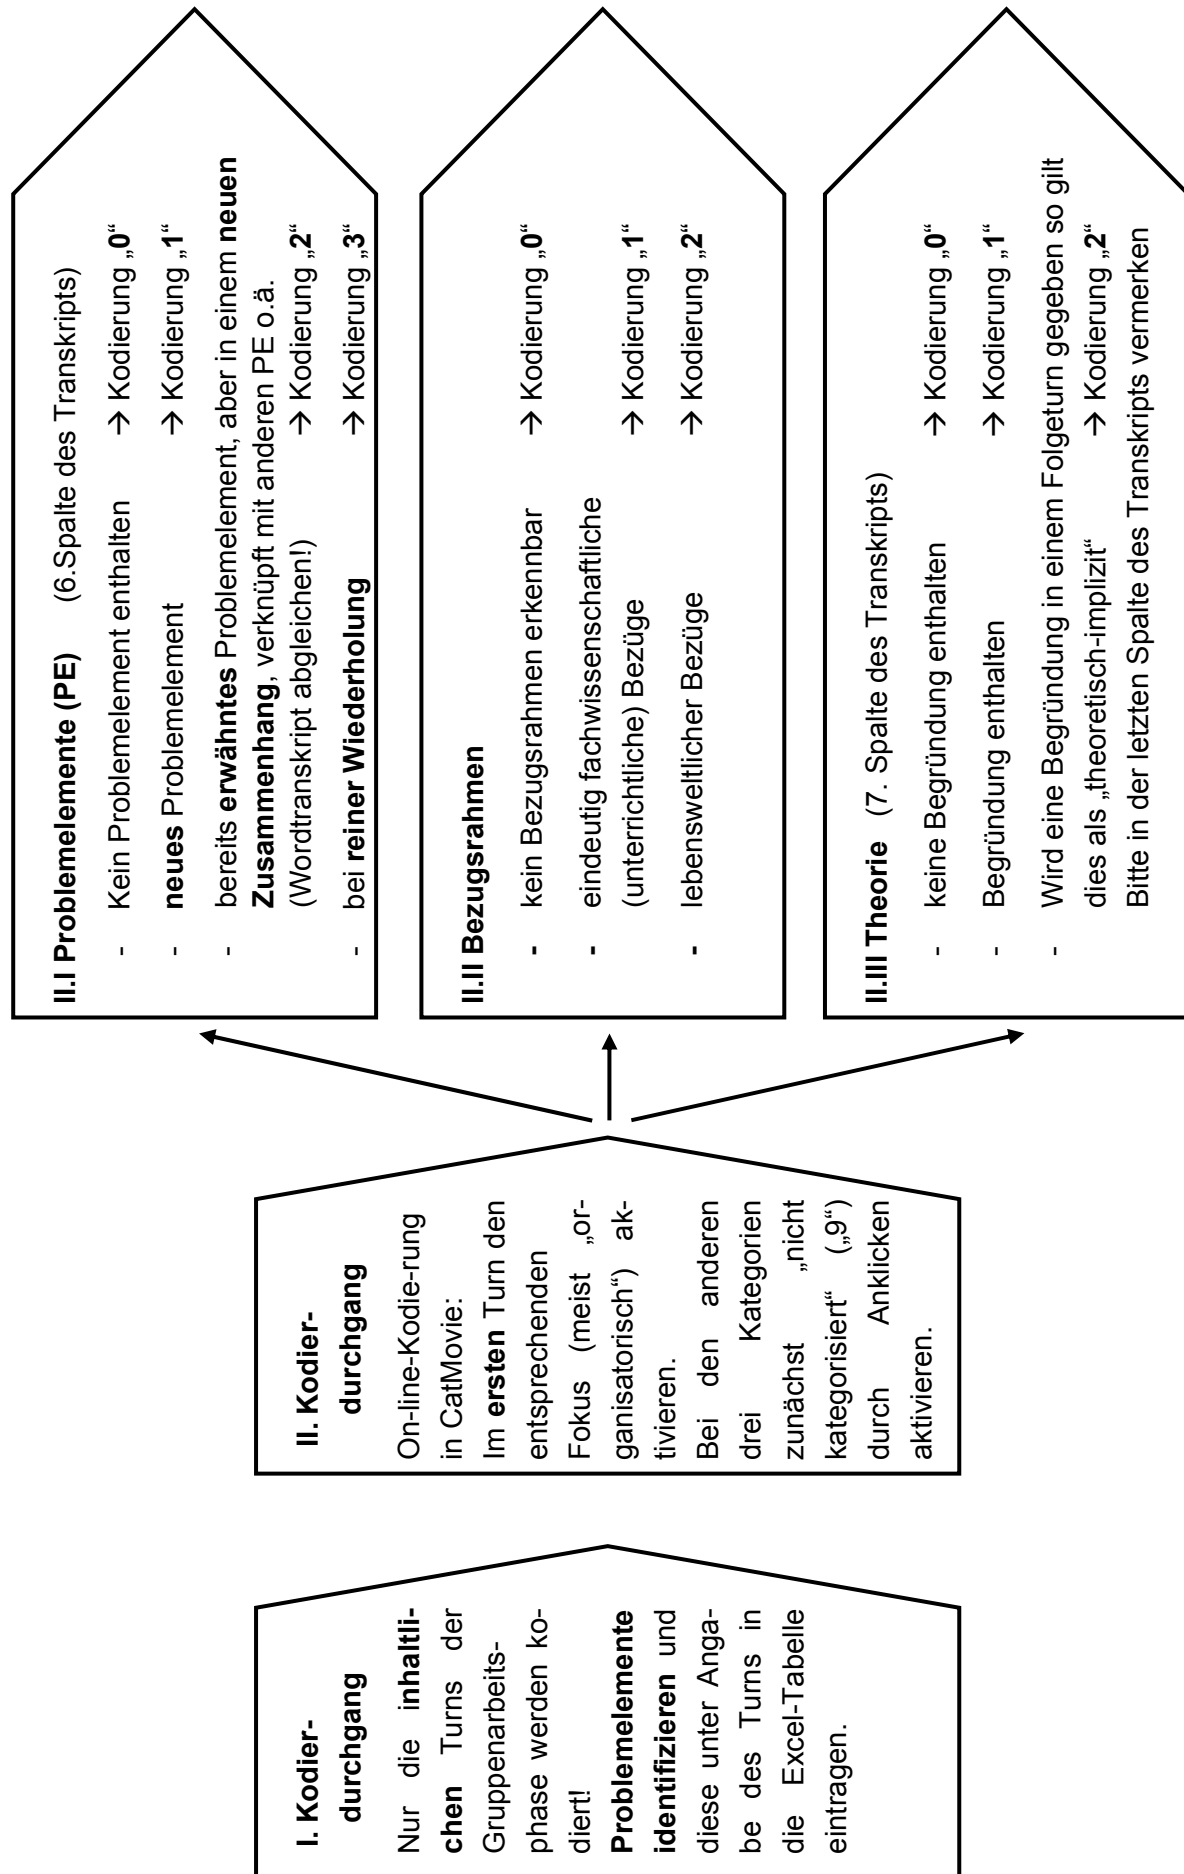 I. Kodier-
durchgang
Nur die inhaltli-
chen Turns der
Gruppenarbeits-
phase werden ko-
diert!
Problemelemente
identifizieren und
diese unter Anga-
be des Turns in
die Excel-Tabelle
eintragen.
II. Kodier-
durchgang
On-line-Kodie-rung
in CatMovie:
Im ersten Turn den
entsprechenden
Fokus (meist „or-
ganisatorisch“) ak-
tivieren.
Bei den anderen
drei Kategorien
zunächst „nicht
kategorisiert“ („9“)
durch Anklicken
aktivieren.
II.I Problemelemente (PE) (6.Spalte des Transkripts)
- Kein Problemelement enthalten → Kodierung „0“
- neues Problemelement → Kodierung „1“
- bereits erwähntes Problemelement, aber in einem neuen
Zusammenhang, verknüpft mit anderen PE o.ä.
(Wordtranskript abgleichen!) → Kodierung „2“
- bei reiner Wiederholung → Kodierung „3“
II.II Bezugsrahmen
- kein Bezugsrahmen erkennbar → Kodierung „0“
- eindeutig fachwissenschaftliche
(unterrichtliche) Bezüge → Kodierung „1“
- lebensweltlicher Bezüge → Kodierung „2“
II.III Theorie (7. Spalte des Transkripts)
- keine Begründung enthalten → Kodierung „0“
- Begründung enthalten → Kodierung „1“
- Wird eine Begründung in einem Folgeturn gegeben so gilt
dies als „theoretisch-implizit“ → Kodierung „2“
Bitte in der letzten Spalte des Transkripts vermerken